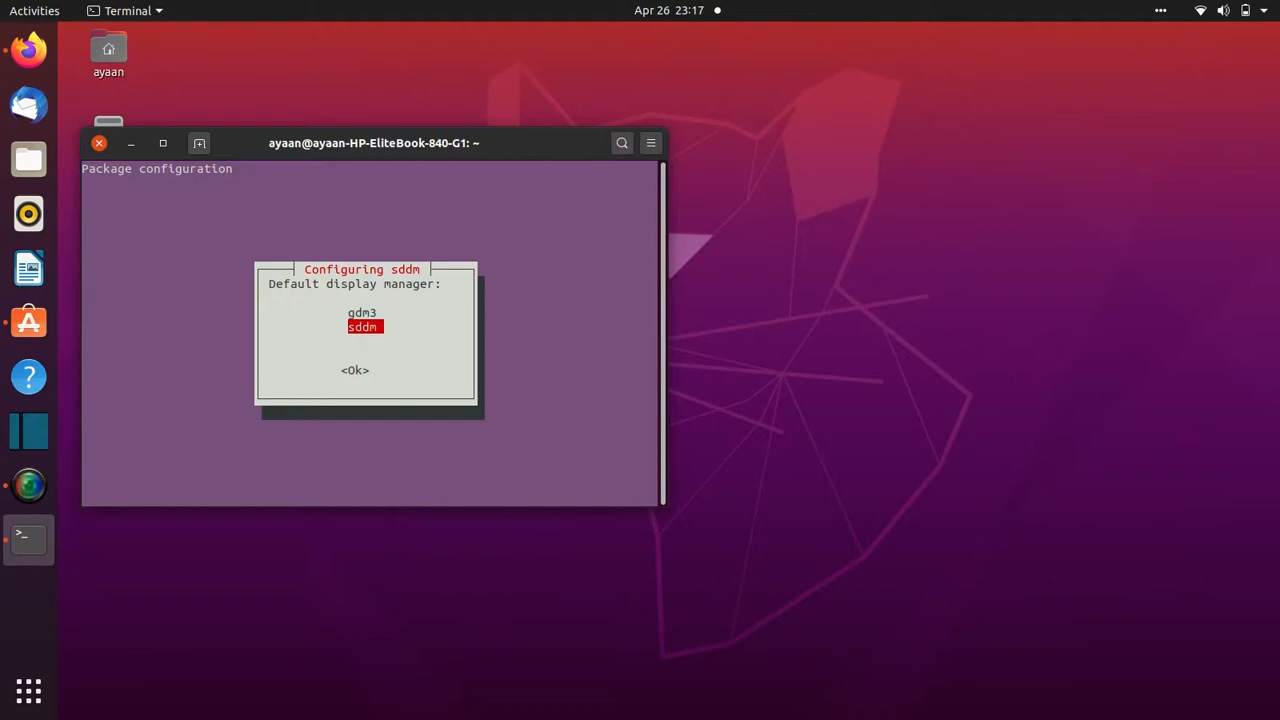 Activities
Terminal
Apr 26 23:17
ayaan
ayaan@ayaan-HP-EliteBook-840-G1: ~
Package configuration
Configuring sddm
Default display manager:
gdm3
sddm
<Ok>